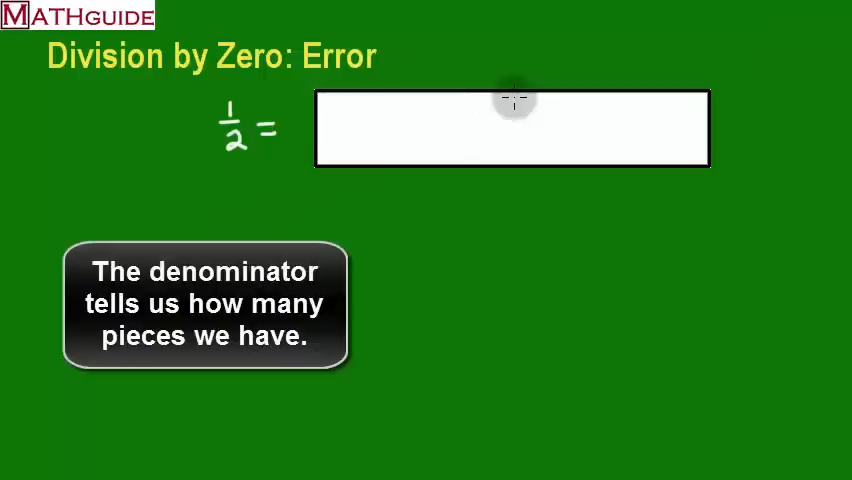 MATHGUIDE
Division by Zero: Error
1/2 =
The denominator
tells us how many
pieces we have.